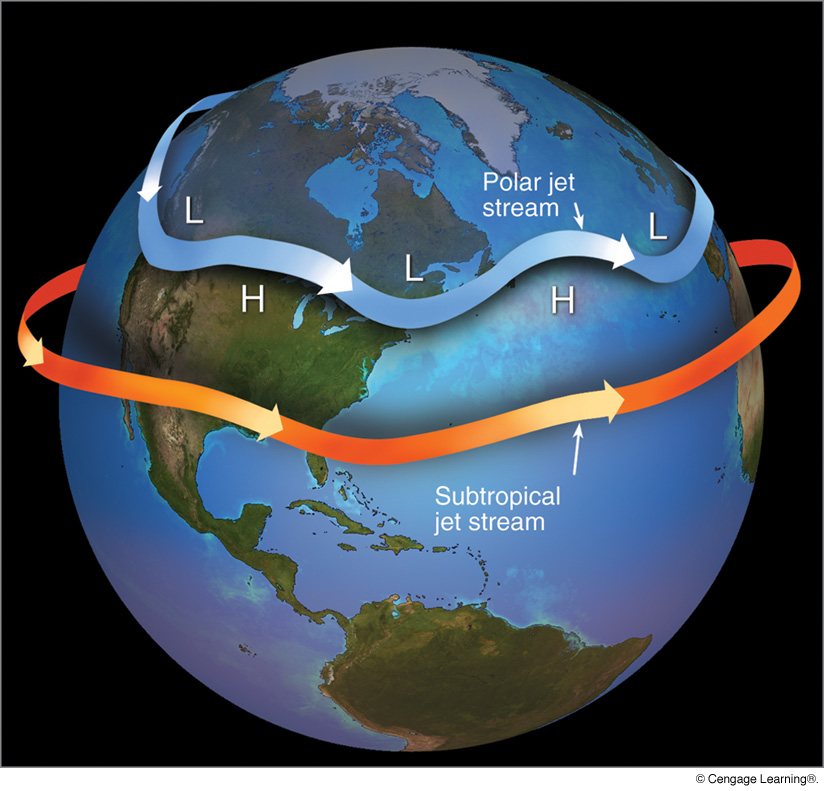 L
Polar jet
stream
L
L
H
H
Subtropical
jet stream
© Cengage Learning®.